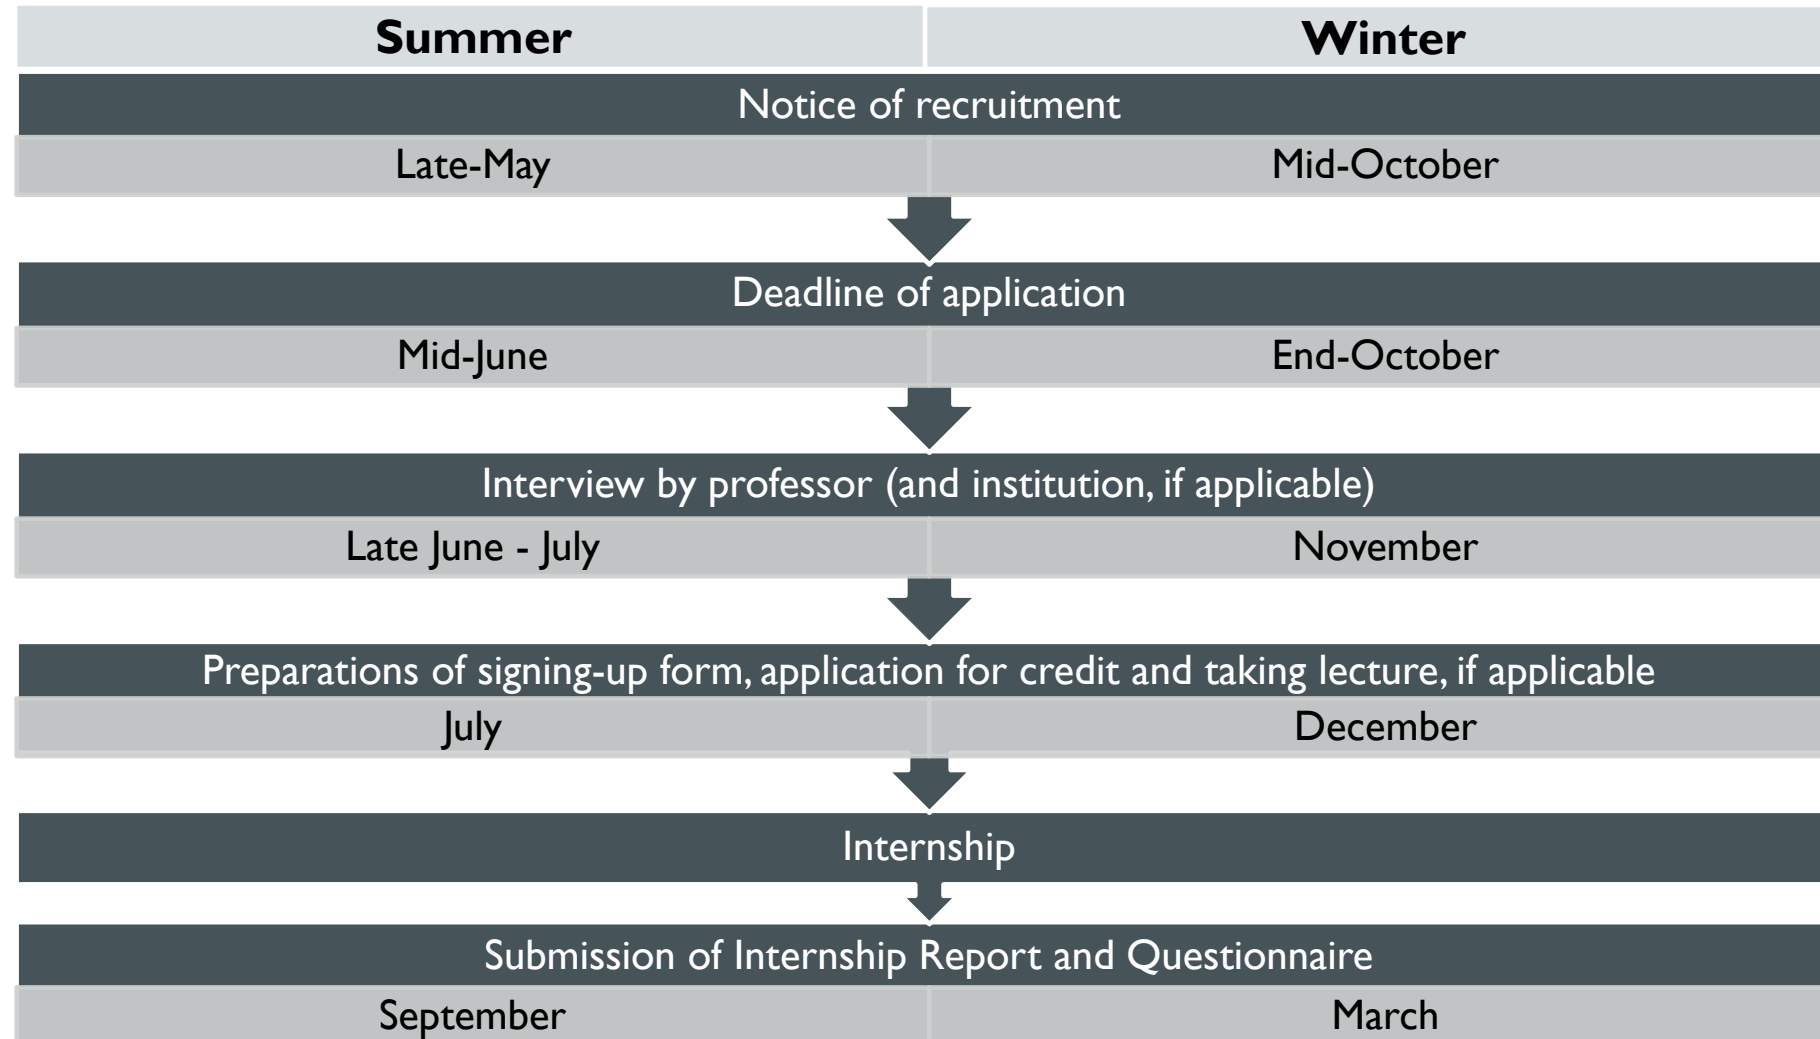 Summer Winter
Notice of recruitment
Late-May Mid-October
Deadline of application
Mid-June End-October
Interview by professor (and institution, if applicable)
Late June - July November
Preparations of signing-up form, application for credit and taking lecture, if applicable
July December
Internship
Submission of Internship Report and Questionnaire
September March